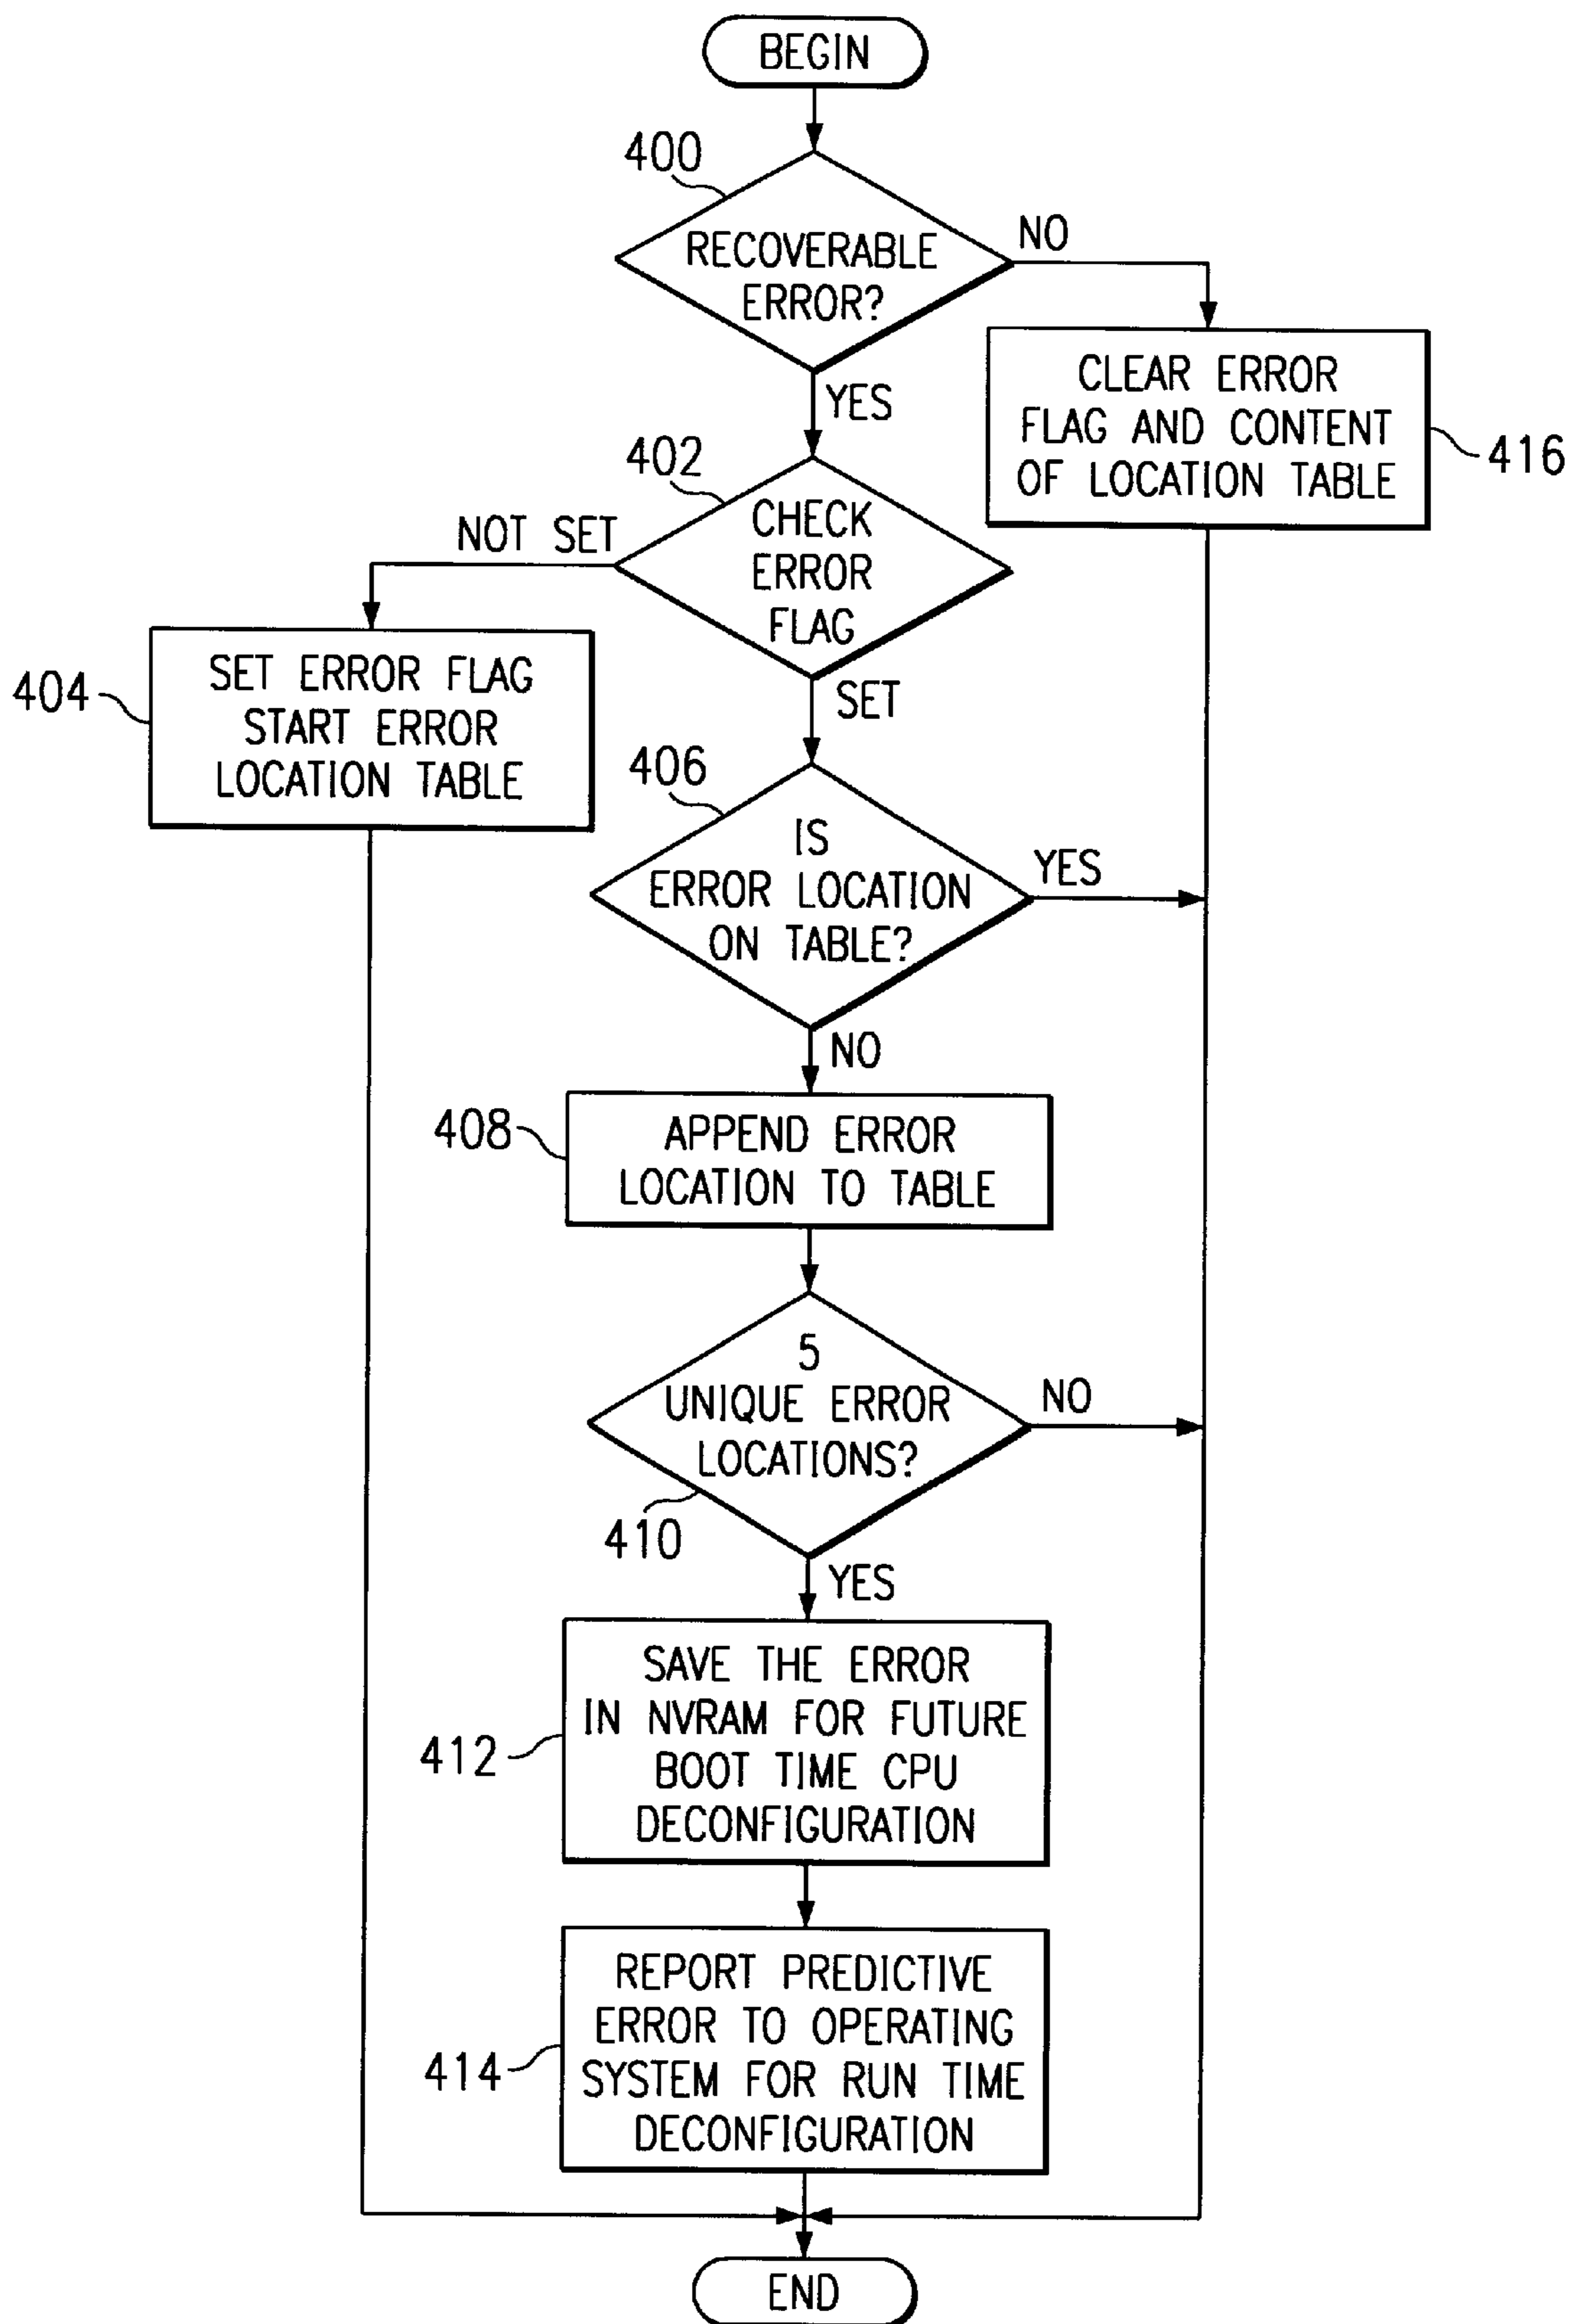 BEGIN
400
RECOVERABLE
ERROR?
NO
YES
CLEAR ERROR
FLAG AND CONTENT
OF LOCATION TABLE
416
402
CHECK
ERROR
FLAG
NOT SET
SET
404
SET ERROR FLAG
START ERROR
LOCATION TABLE
406
IS
ERROR LOCATION
ON TABLE?
YES
NO
408
APPEND ERROR
LOCATION TO TABLE
5
UNIQUE ERROR
LOCATIONS?
NO
410
YES
412
SAVE THE ERROR
IN NVRAM FOR FUTURE
BOOT TIME CPU
DECONFIGURATION
414
REPORT PREDICTIVE
ERROR TO OPERATING
SYSTEM FOR RUN TIME
DECONFIGURATION
END